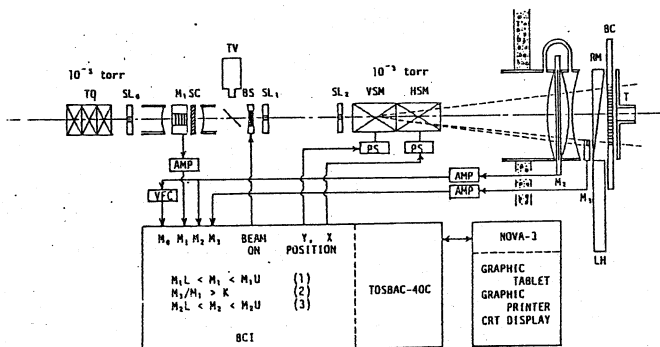 BC
TV
RM
10⁻³ torr
10⁻³ torr
TQ
SL₀
M₁
SC
BS
SL₁
SL₂
VSM
HSM
T
PS
PS
AMP
AMP
AMP
M₂
M₃
VFC
LH
M₀ M₁ M₂ M₃
BEAM
ON
Y, X
POSITION
M₁L < M₁ < M₁U (1)
M₃/M₁ > K (2)
M₂L < M₂ < M₂U (3)
BCI
TOSBAC-40C
NOVA-3
GRAPHIC
TABLET
GRAPHIC
PRINTER
CRT DISPLAY